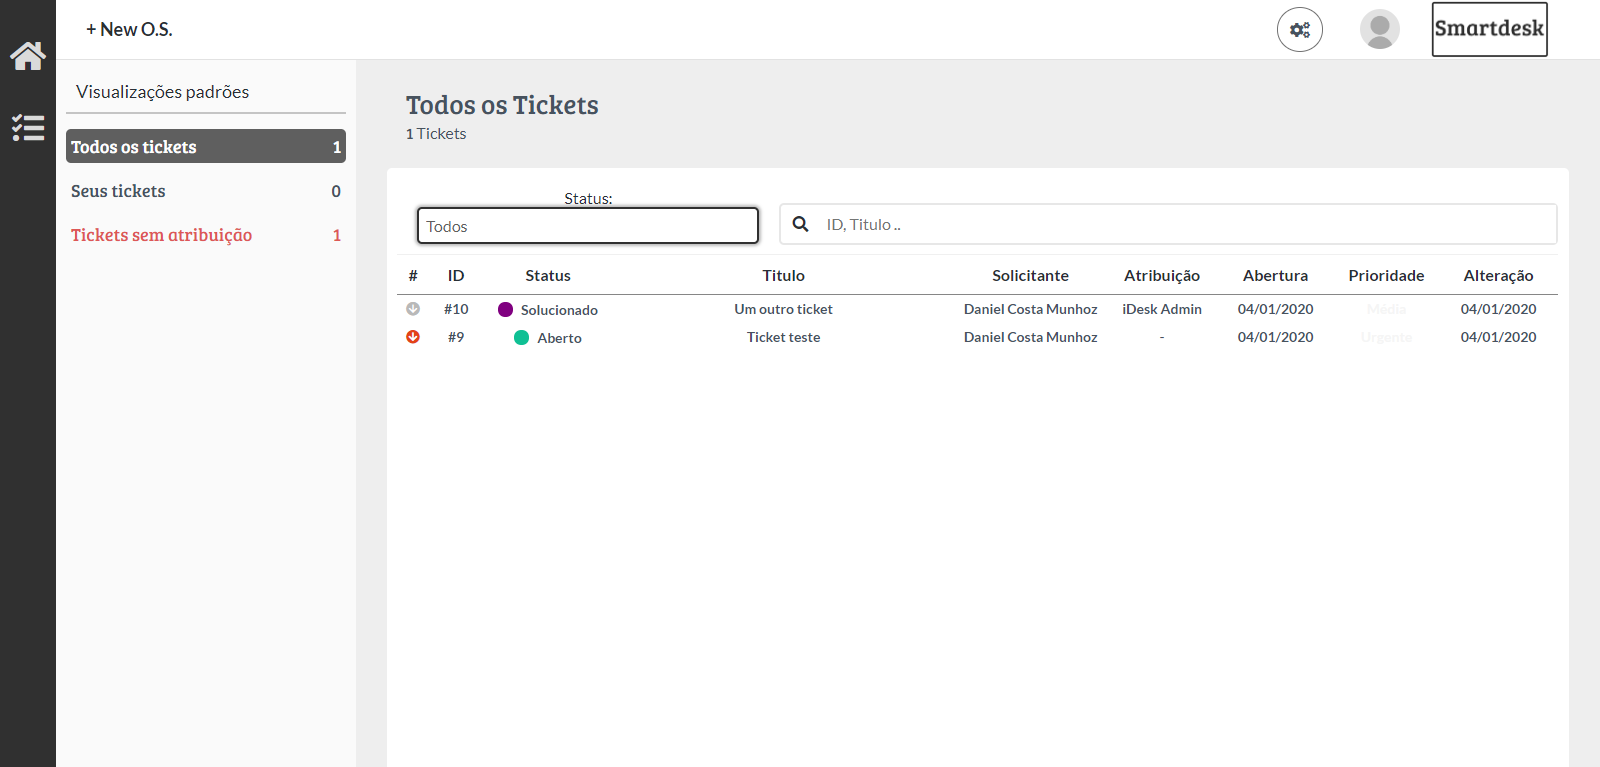 + New O.S.
Smartdesk
Visualizações padrões
Todos os tickets 1
Seus tickets 0
Tickets sem atribuição 1
Todos os Tickets
1 Tickets
Status:
Todos
ID, Titulo ..
# ID Status Titulo Solicitante Atribuição Abertura Prioridade Alteração
#10 Solucionado Um outro ticket Daniel Costa Munhoz iDesk Admin 04/01/2020 Média 04/01/2020
#9 Aberto Ticket teste Daniel Costa Munhoz - 04/01/2020 Urgente 04/01/2020